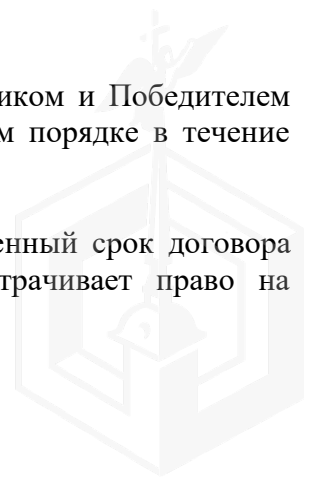 иком и Победителем
м порядке в течение
енный срок договора
трачивает право на